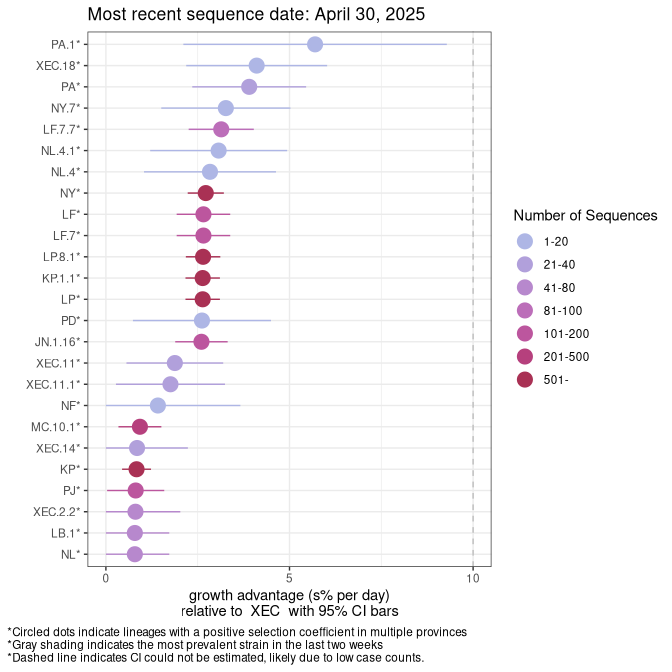 Most recent sequence date: April 30, 2025
PA.1*
XEC.18*
PA*
NY.7*
LF.7.7*
NL.4.1*
NL.4*
NY*
LF*
LF.7*
LP.8.1*
KP.1.1*
LP*
PD*
JN.1.16*
XEC.11*
XEC.11.1*
NF*
MC.10.1*
XEC.14*
KP*
PJ*
XEC.2.2*
LB.1*
NL*
0 5 10
growth advantage (s% per day)
relative to XEC with 95% CI bars
Number of Sequences
1-20
21-40
41-80
81-100
101-200
201-500
501-
*Circled dots indicate lineages with a positive selection coefficient in multiple provinces
*Gray shading indicates the most prevalent strain in the last two weeks
*Dashed line indicates CI could not be estimated, likely due to low case counts.